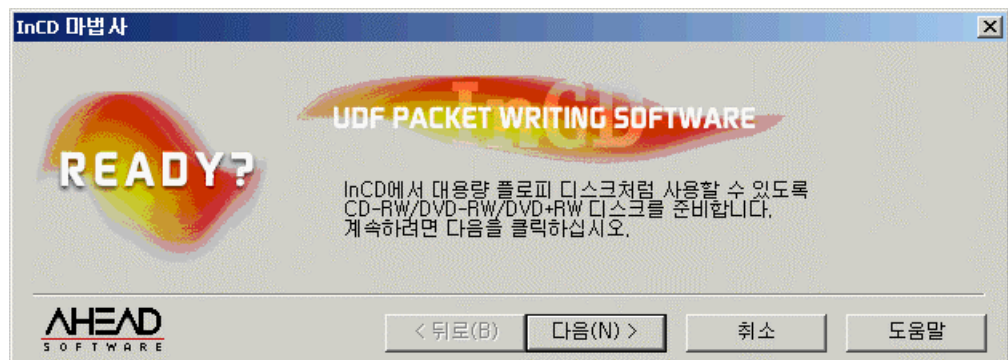 InCD 마법사
InCD
UDF PACKET WRITING SOFTWARE
READY?
InCD에서 대용량 플로피 디스크처럼 사용할 수 있도록
CD-RW/DVD-RW/DVD+RW 디스크를 준비합니다.
계속하려면 다음을 클릭하십시오.
AHEAD
SOFTWARE
< 뒤로(B)
다음(N) >
취소
도움말